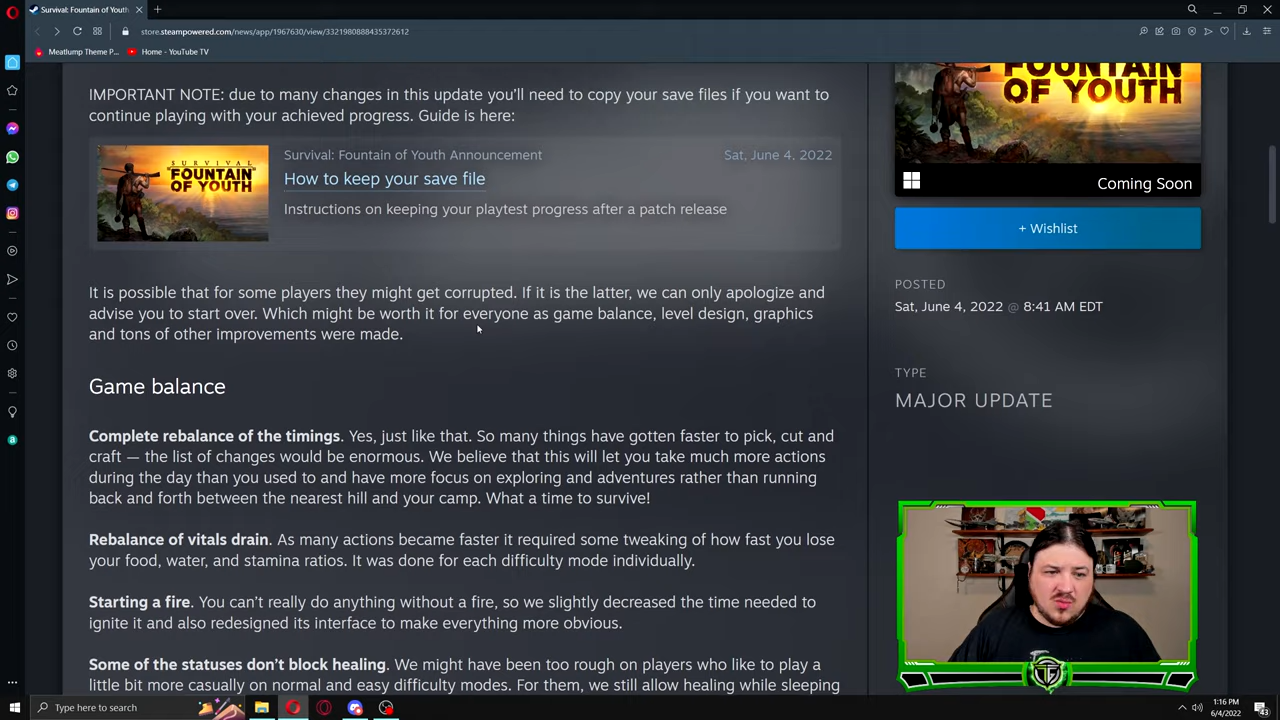 Survival: Fountain of Youth
store.steampowered.com/news/app/1967630/view/3321980888435372612
Meatlump Theme P...
Home - YouTube TV
IMPORTANT NOTE: due to many changes in this update you'll need to copy your save files if you want to
continue playing with your achieved progress. Guide is here:
SURVIVAL
FOUNTAIN
OF YOUTH
Survival: Fountain of Youth Announcement
Sat, June 4, 2022
How to keep your save file
Instructions on keeping your playtest progress after a patch release
It is possible that for some players they might get corrupted. If it is the latter, we can only apologize and
advise you to start over. Which might be worth it for everyone as game balance, level design, graphics
and tons of other improvements were made.
Game balance
Complete rebalance of the timings. Yes, just like that. So many things have gotten faster to pick, cut and
craft — the list of changes would be enormous. We believe that this will let you take much more actions
during the day than you used to and have more focus on exploring and adventures rather than running
back and forth between the nearest hill and your camp. What a time to survive!
Rebalance of vitals drain. As many actions became faster it required some tweaking of how fast you lose
your food, water, and stamina ratios. It was done for each difficulty mode individually.
Starting a fire. You can't really do anything without a fire, so we slightly decreased the time needed to
ignite it and also redesigned its interface to make everything more obvious.
Some of the statuses don't block healing. We might have been too rough on players who like to play a
little bit more casually on normal and easy difficulty modes. For them, we still allow healing while sleeping
FOUNTAIN
OF YOUTH
Coming Soon
+ Wishlist
POSTED
Sat, June 4, 2022 @ 8:41 AM EDT
TYPE
MAJOR UPDATE
Type here to search
1:16 PM
6/4/2022
43